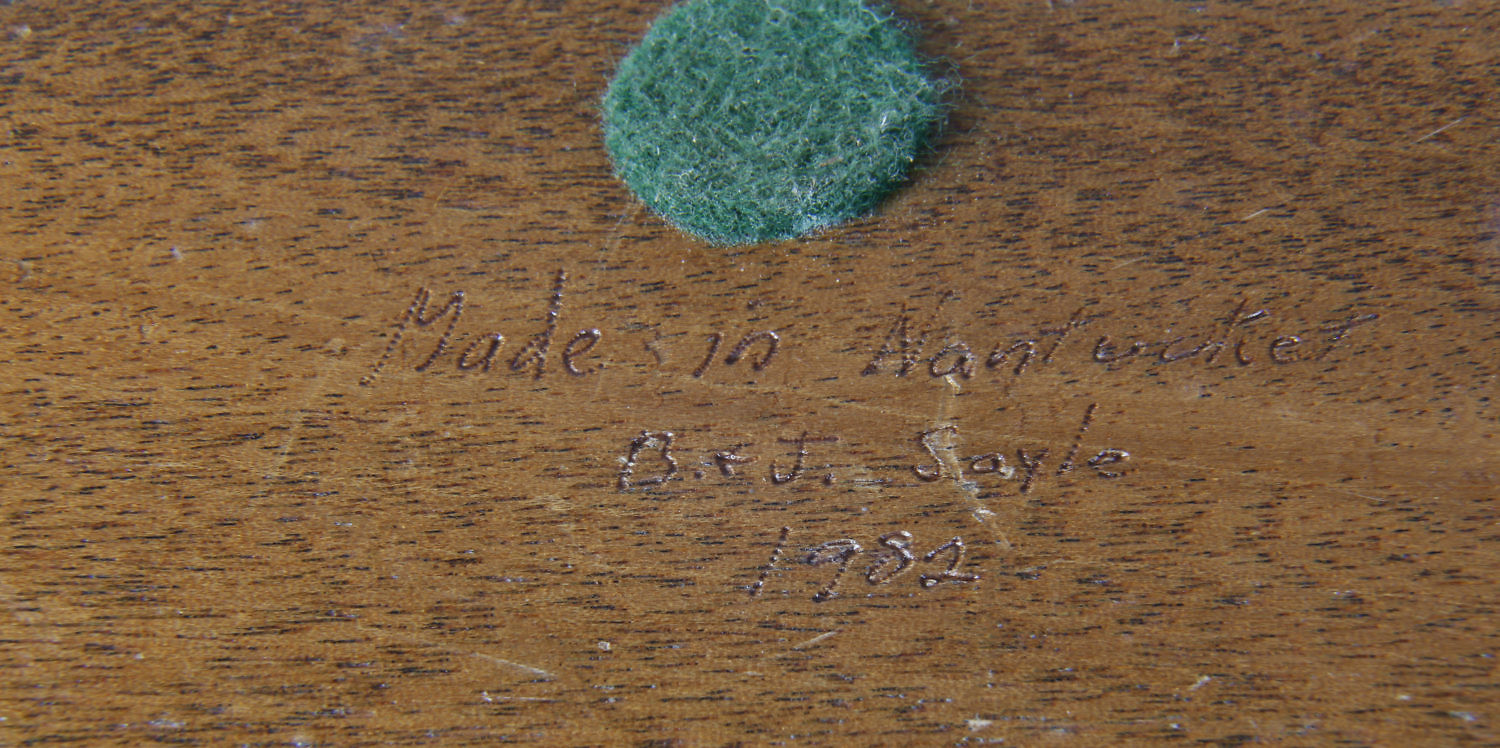 Made in Nantucket
B. & J. Sayle
1982